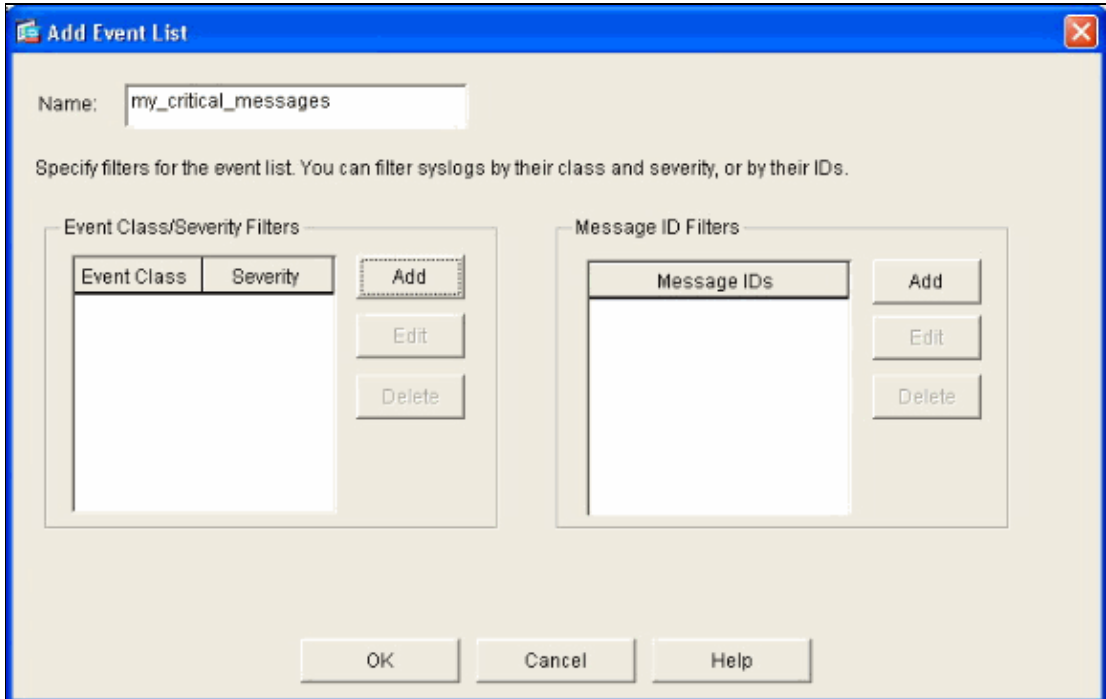 Add Event List
Name: my_critical_messages
Specify filters for the event list. You can filter syslogs by their class and severity, or by their IDs.
Event Class/Severity Filters
Event Class Severity
Add
Edit
Delete
Message ID Filters
Message IDs
Add
Edit
Delete
OK Cancel Help